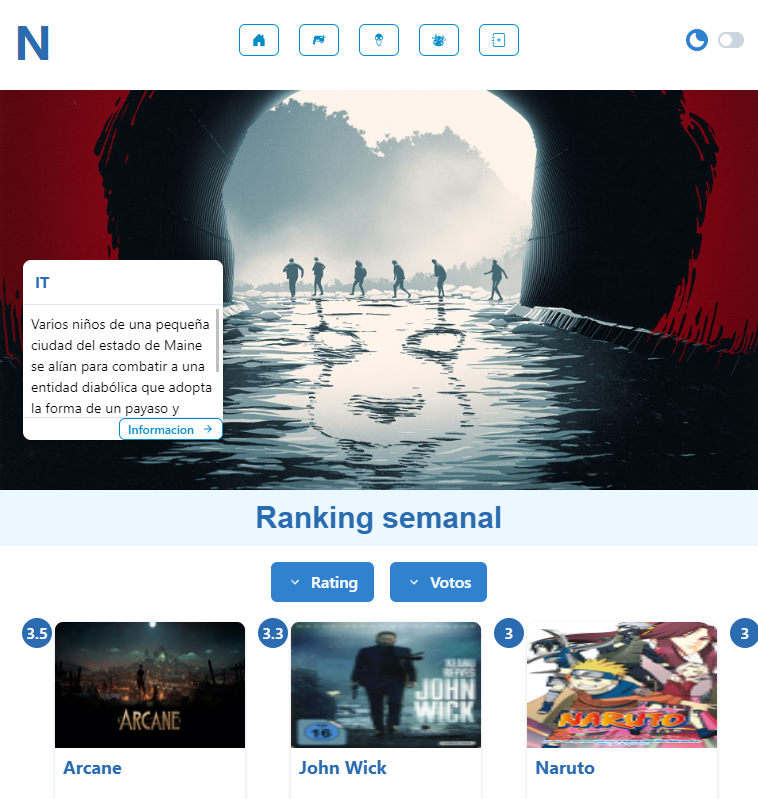 N
IT
Varios niños de una pequeña
ciudad del estado de Maine
se alían para combatir a una
entidad diabólica que adopta
la forma de un payaso y
Informacion
Ranking semanal
Rating
Votos
3.5
3.3
3
3
ARCANE
KEANU
REEVES
JOHN
WICK
16
NARUTO
Arcane
John Wick
Naruto